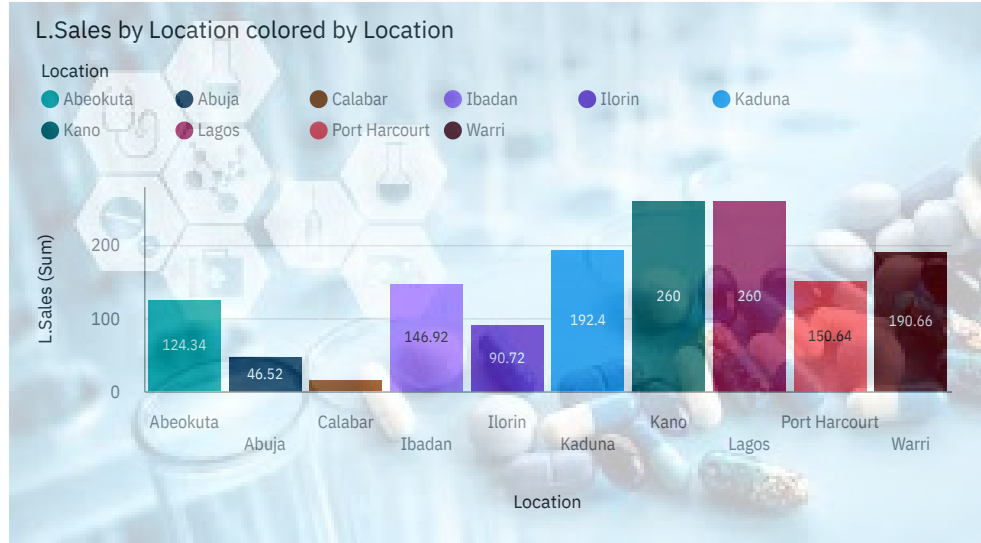 L.Sales by Location colored by Location
Location
Abeokuta Abuja Calabar Ibadan Ilorin Kaduna
Kano Lagos Port Harcourt Warri
L.Sales (Sum)
200
100
0
124.34
46.52
146.92
90.72
192.4
260
260
150.64
190.66
Abeokuta Calabar Ilorin Kano Port Harcourt
Abuja Ibadan Kaduna Lagos Warri
Location